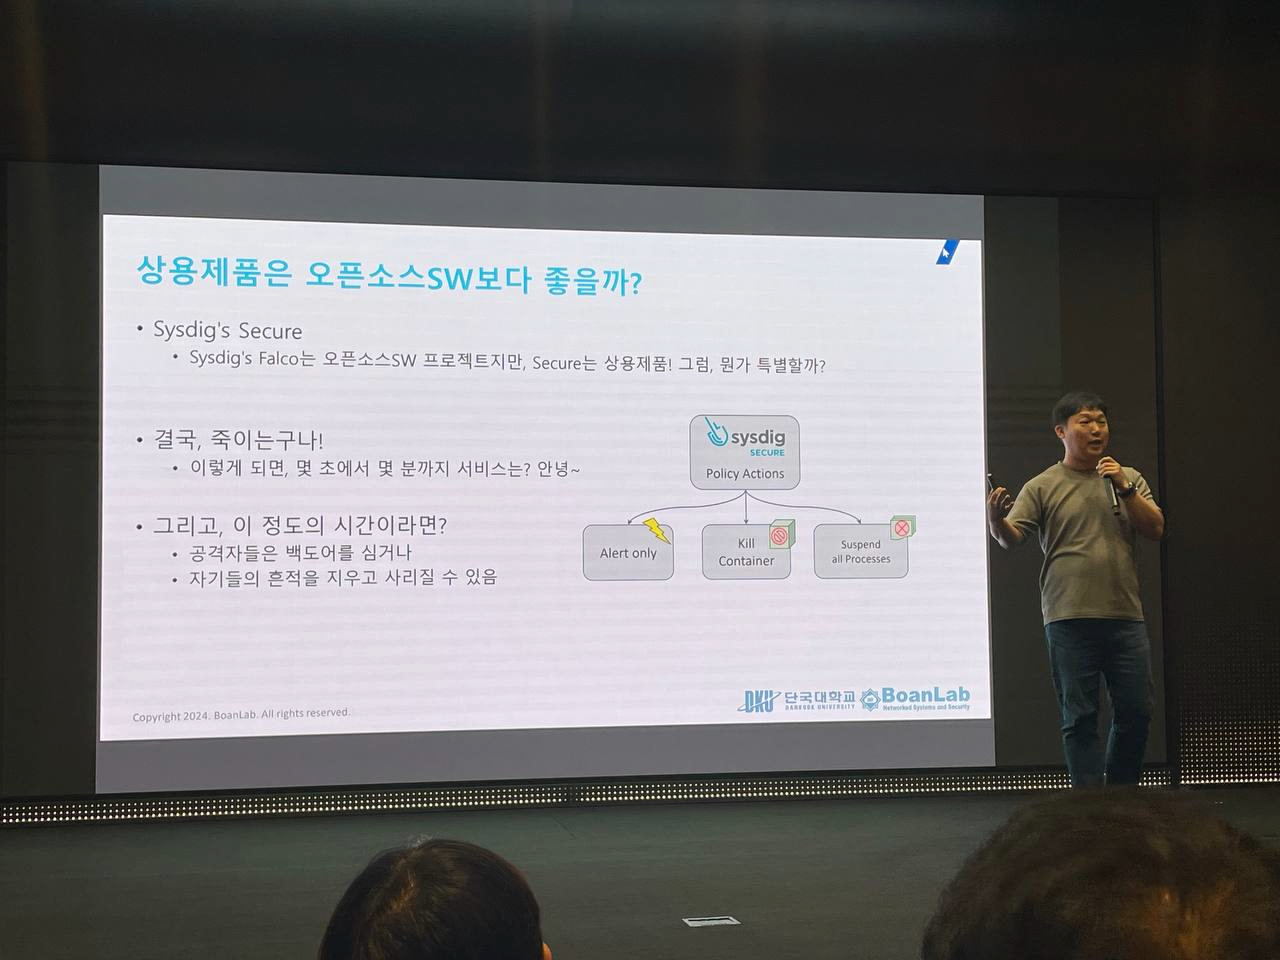 상용제품은 오픈소스SW보다 좋을까?
• Sysdig's Secure
• Sysdig's Falco는 오픈소스SW 프로젝트지만, Secure는 상용제품! 그럼, 뭔가 특별할까?
• 결국, 죽이는구나!
• 이렇게 되면, 몇 초에서 몇 분까지 서비스는? 안녕~
• 그리고, 이 정도의 시간이라면?
• 공격자들은 백도어를 심거나
• 자기들의 흔적을 지우고 사리질 수 있음
sysdig
SECURE
Policy Actions
Alert only
Kill
Container
Suspend
all Processes
Copyright 2024. BoanLab. All rights reserved.
DKU 단국대학교
DANKOOK UNIVERSITY
BoanLab
Networked Systems and Security